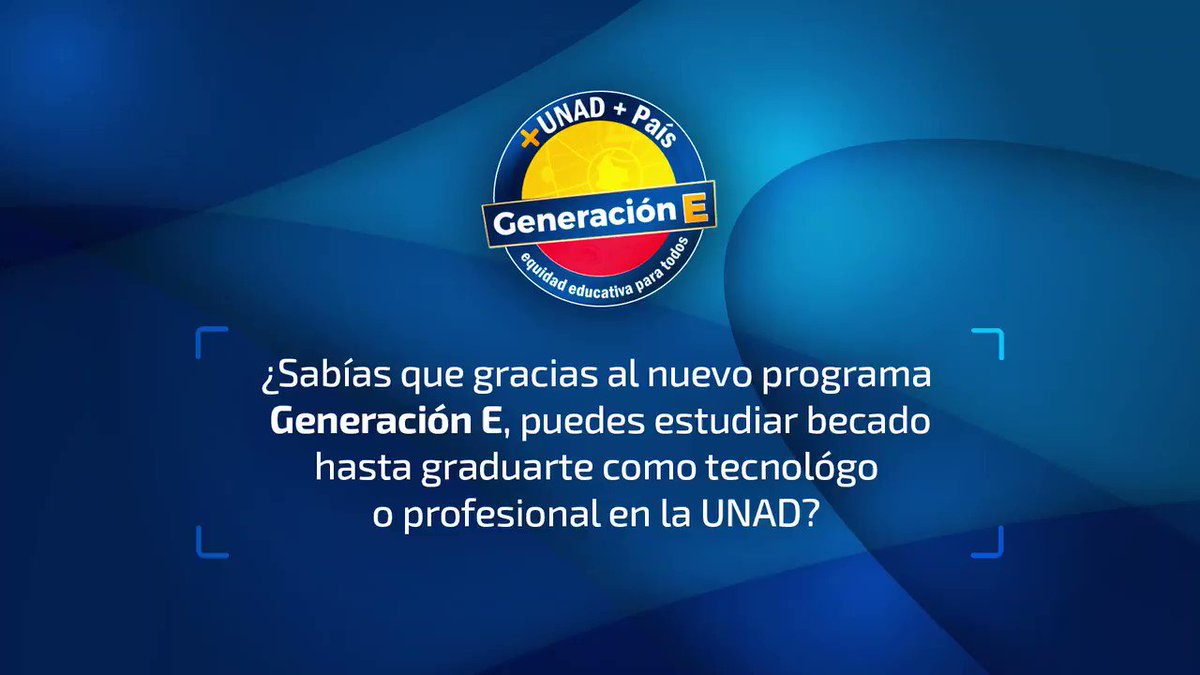 + UNAD + País
Generación E
equidad educativa para todos
¿Sabías que gracias al nuevo programa
Generación E, puedes estudiar becado
hasta graduarte como tecnológo
o profesional en la UNAD?